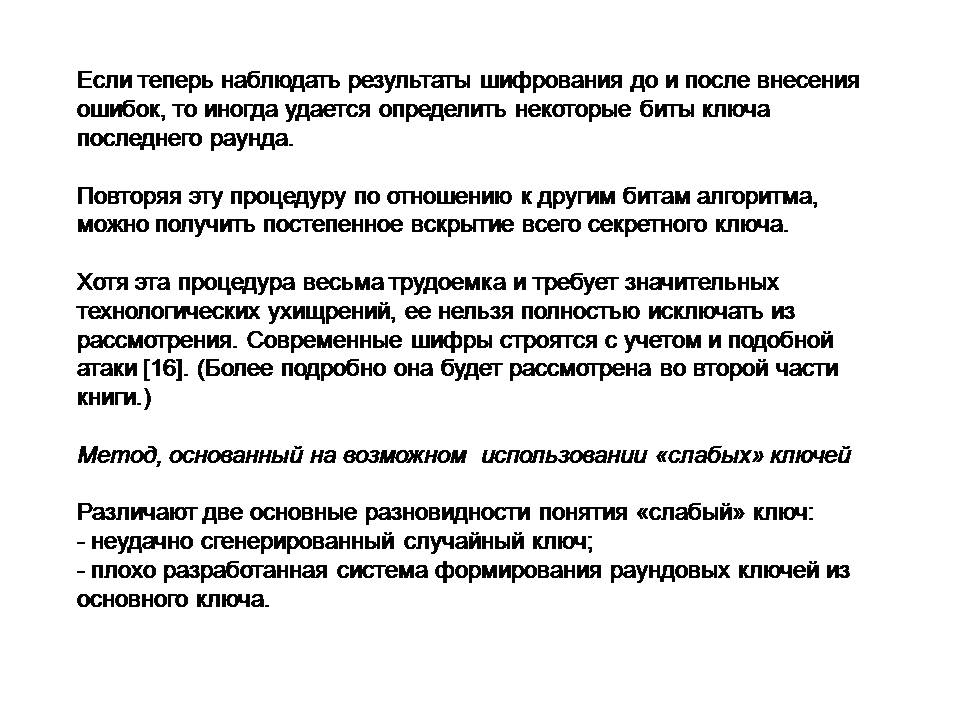 Если теперь наблюдать результаты шифрования до и после внесения
ошибок, то иногда удается определить некоторые биты ключа
последнего раунда.
Повторяя эту процедуру по отношению к другим битам алгоритма,
можно получить постепенное вскрытие всего секретного ключа.
Хотя эта процедура весьма трудоемка и требует значительных
технологических ухищрений, ее нельзя полностью исключать из
рассмотрения. Современные шифры строятся с учетом и подобной
атаки [16]. (Более подробно она будет рассмотрена во второй части
книги.)
Метод, основанный на возможном использовании «слабых» ключей
Различают две основные разновидности понятия «слабый» ключ:
- неудачно сгенерированный случайный ключ;
- плохо разработанная система формирования раундовых ключей из
основного ключа.